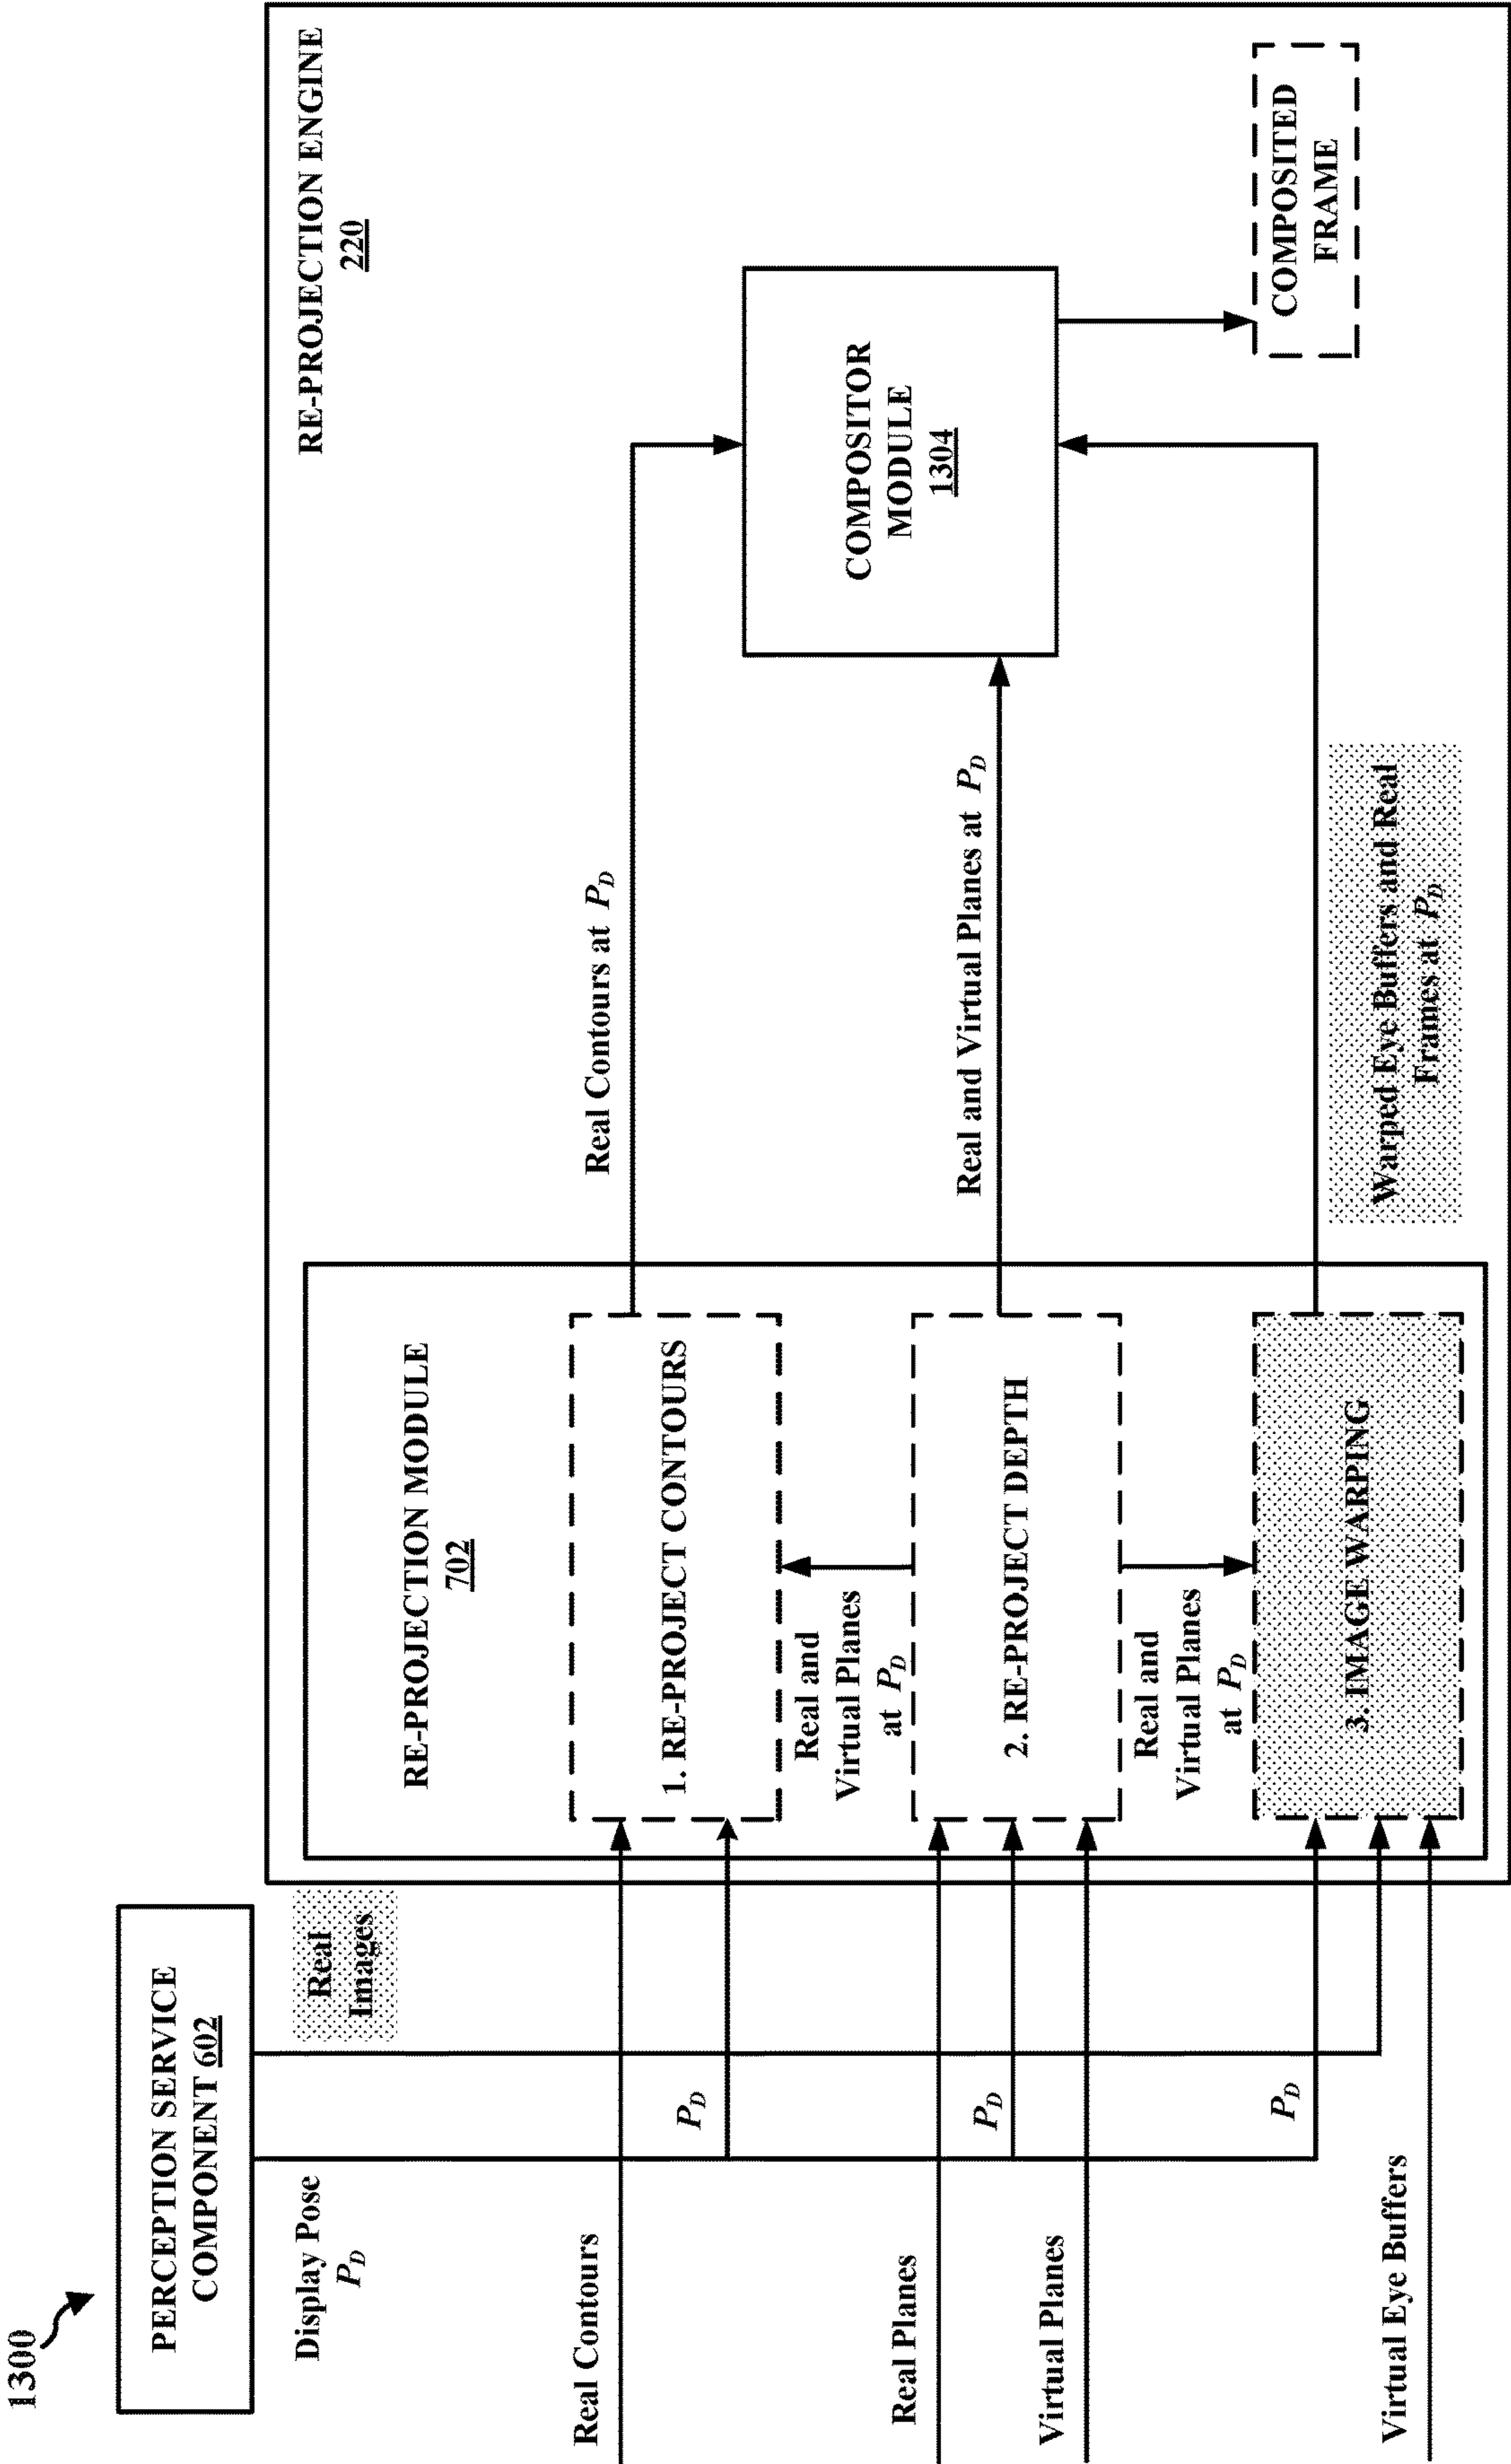 1300
PERCEPTION SERVICE
COMPONENT 602
RE-PROJECTION ENGINE
220
Display Pose
P_D
Real
Images
RE-PROJECTION MODULE
702
Real Contours
P_D
1. RE-PROJECT CONTOURS
Real Contours at P_D
Real and
Virtual Planes
at P_D
COMPOSITOR
MODULE
1304
Real Planes
P_D
Virtual Planes
2. RE-PROJECT DEPTH
Real and Virtual Planes at P_D
Real and
Virtual Planes
at P_D
P_D
Virtual Eye Buffers
3. IMAGE WARPING
Warped Eye Buffers and Real
Frames at P_D
COMPOSITED
FRAME